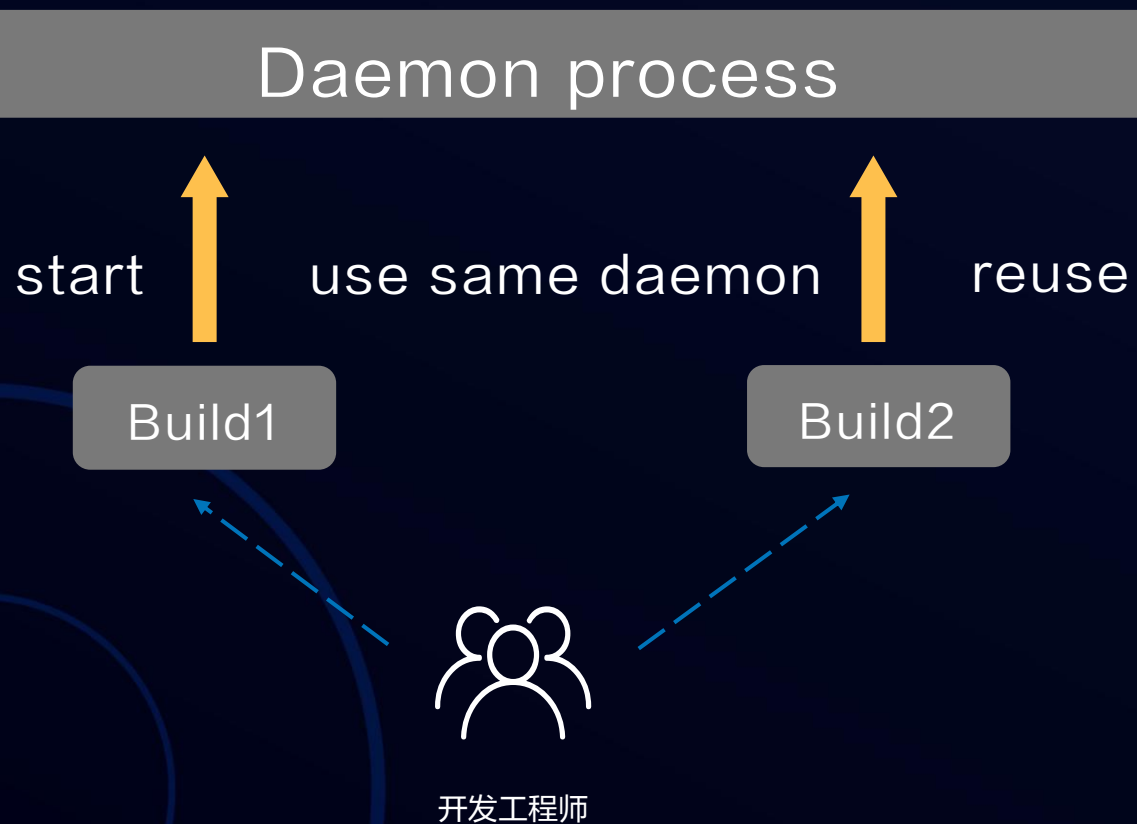 Daemon process
start
use same daemon
reuse
Build1
Build2
开发工程师